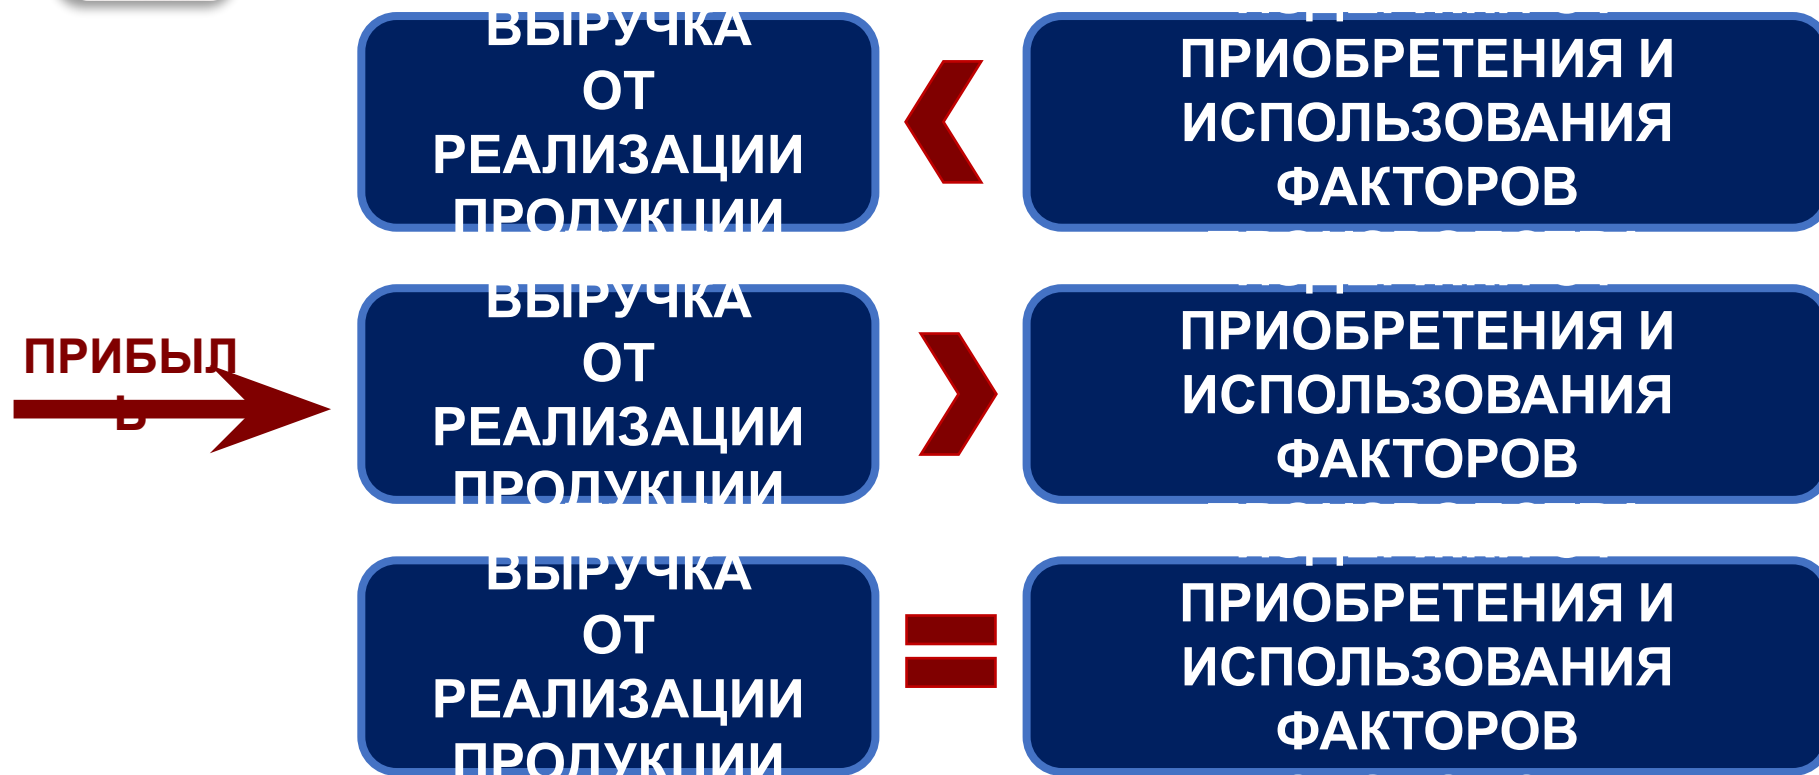 ВЫРУЧКА
ОТ
РЕАЛИЗАЦИИ
ПРОДУКЦИИ
ПРИОБРЕТЕНИЯ И
ИСПОЛЬЗОВАНИЯ
ФАКТОРОВ
ПРИБЫЛ
Ь
ВЫРУЧКА
ОТ
РЕАЛИЗАЦИИ
ПРОДУКЦИИ
ПРИОБРЕТЕНИЯ И
ИСПОЛЬЗОВАНИЯ
ФАКТОРОВ
ВЫРУЧКА
ОТ
РЕАЛИЗАЦИИ
ПРОДУКЦИИ
=
ПРИОБРЕТЕНИЯ И
ИСПОЛЬЗОВАНИЯ
ФАКТОРОВ